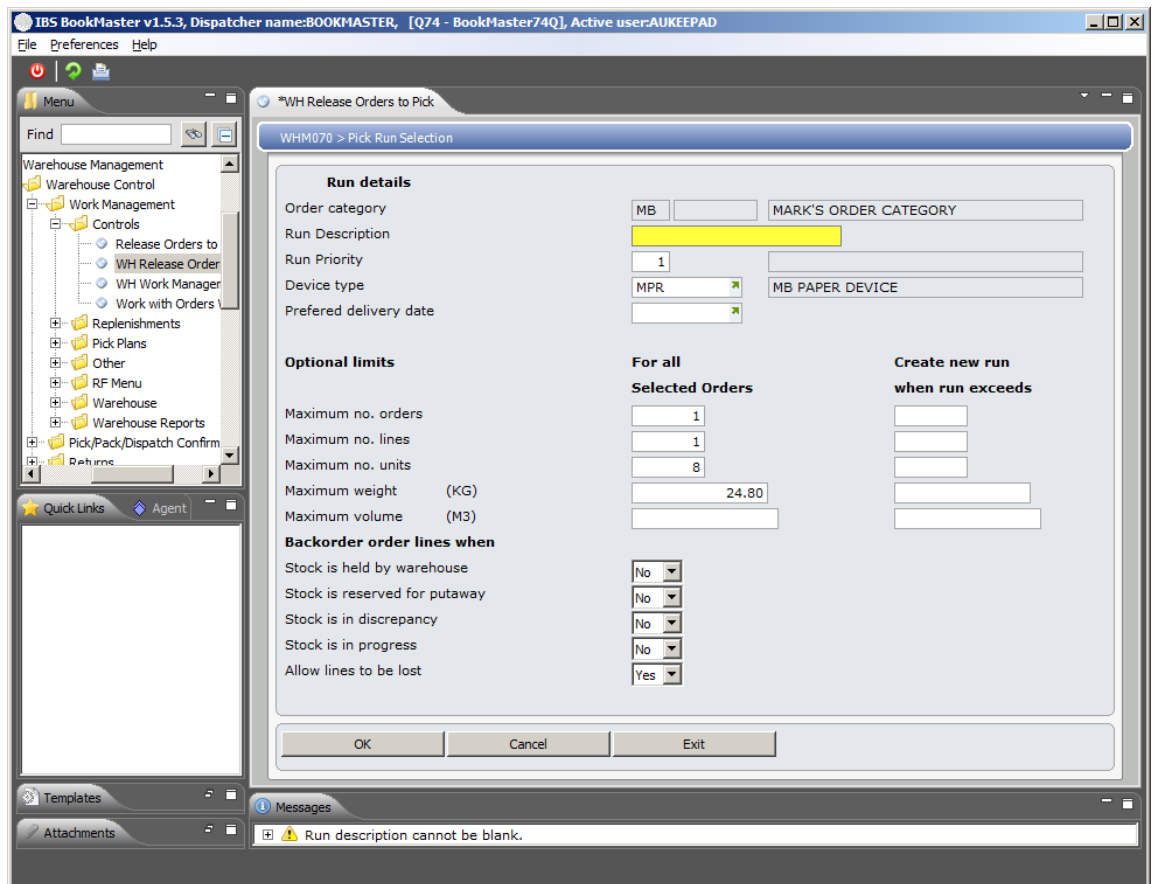 IBS BookMaster v1.5.3, Dispatcher name:BOOKMASTER, [Q74 - BookMaster74Q], Active user:AUKEEPAD
File Preferences Help
Menu
Find
Warehouse Management
Warehouse Control
Work Management
Controls
Release Orders to
WH Release Order
WH Work Manager
Work with Orders
Replenishments
Pick Plans
Other
RF Menu
Warehouse
Warehouse Reports
Pick/Pack/Dispatch Confirm
Returns
Quick Links Agent
Templates
Attachments
*WH Release Orders to Pick
WHM070 > Pick Run Selection
Run details
Order category MB MARK'S ORDER CATEGORY
Run Description
Run Priority 1
Device type MPR MB PAPER DEVICE
Prefered delivery date
Optional limits For all Create new run
Selected Orders when run exceeds
Maximum no. orders 1
Maximum no. lines 1
Maximum no. units 8
Maximum weight (KG) 24.80
Maximum volume (M3)
Backorder order lines when
Stock is held by warehouse No
Stock is reserved for putaway No
Stock is in discrepancy No
Stock is in progress No
Allow lines to be lost Yes
OK Cancel Exit
Messages
Run description cannot be blank.